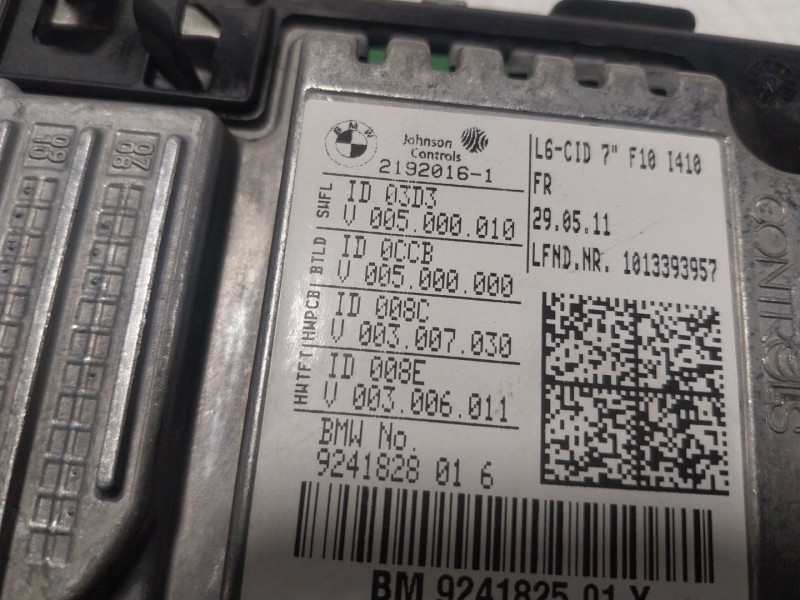 BMW
Johnson
Controls
2192016-1
SWFL
ID 03D3
V 005.000.010
BTLD
ID 0CCB
V 005.000.000
HWPCB
ID 008C
V 003.007.030
HWTFT
ID 008E
V 003.006.011
BMW No.
9241828 01 6
L6-CID 7" F10 I410
FR
29.05.11
LFND.NR. 1013393957
BM 9241825 01 Y
CONTROLS